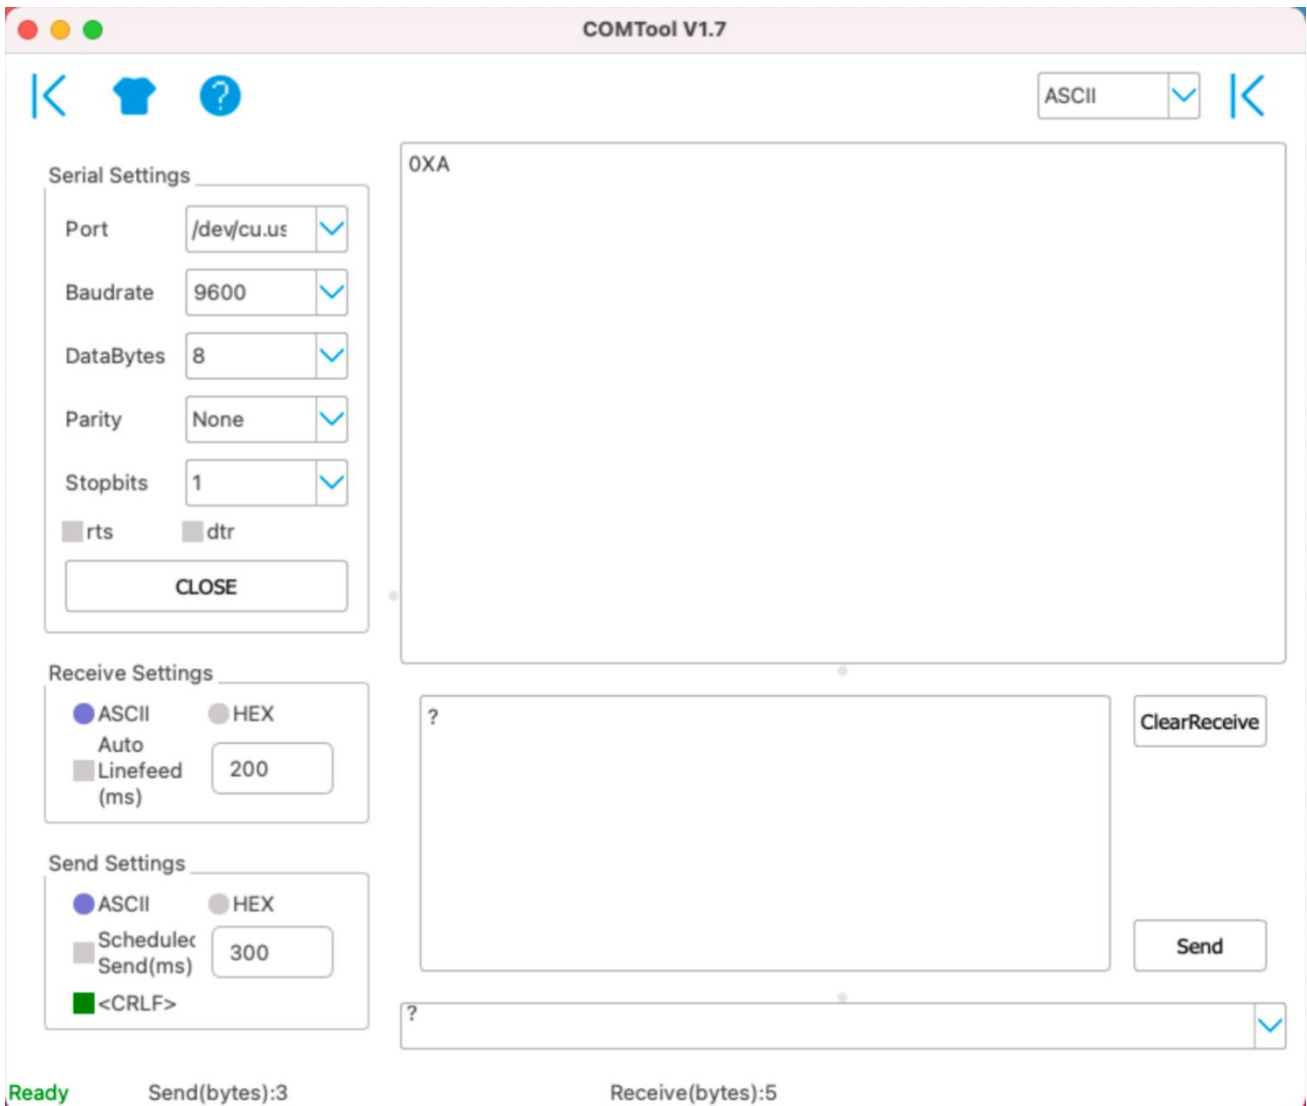 COMTool V1.7
ASCII
Serial Settings
Port /dev/cu.us
Baudrate 9600
DataBytes 8
Parity None
Stopbits 1
rts dtr
CLOSE
0XA
Receive Settings
ASCII HEX
Auto
Linefeed
(ms)
200
?
ClearReceive
Send Settings
ASCII HEX
Scheduled
Send(ms)
300
<CRLF>
Send
?
Ready Send(bytes):3 Receive(bytes):5